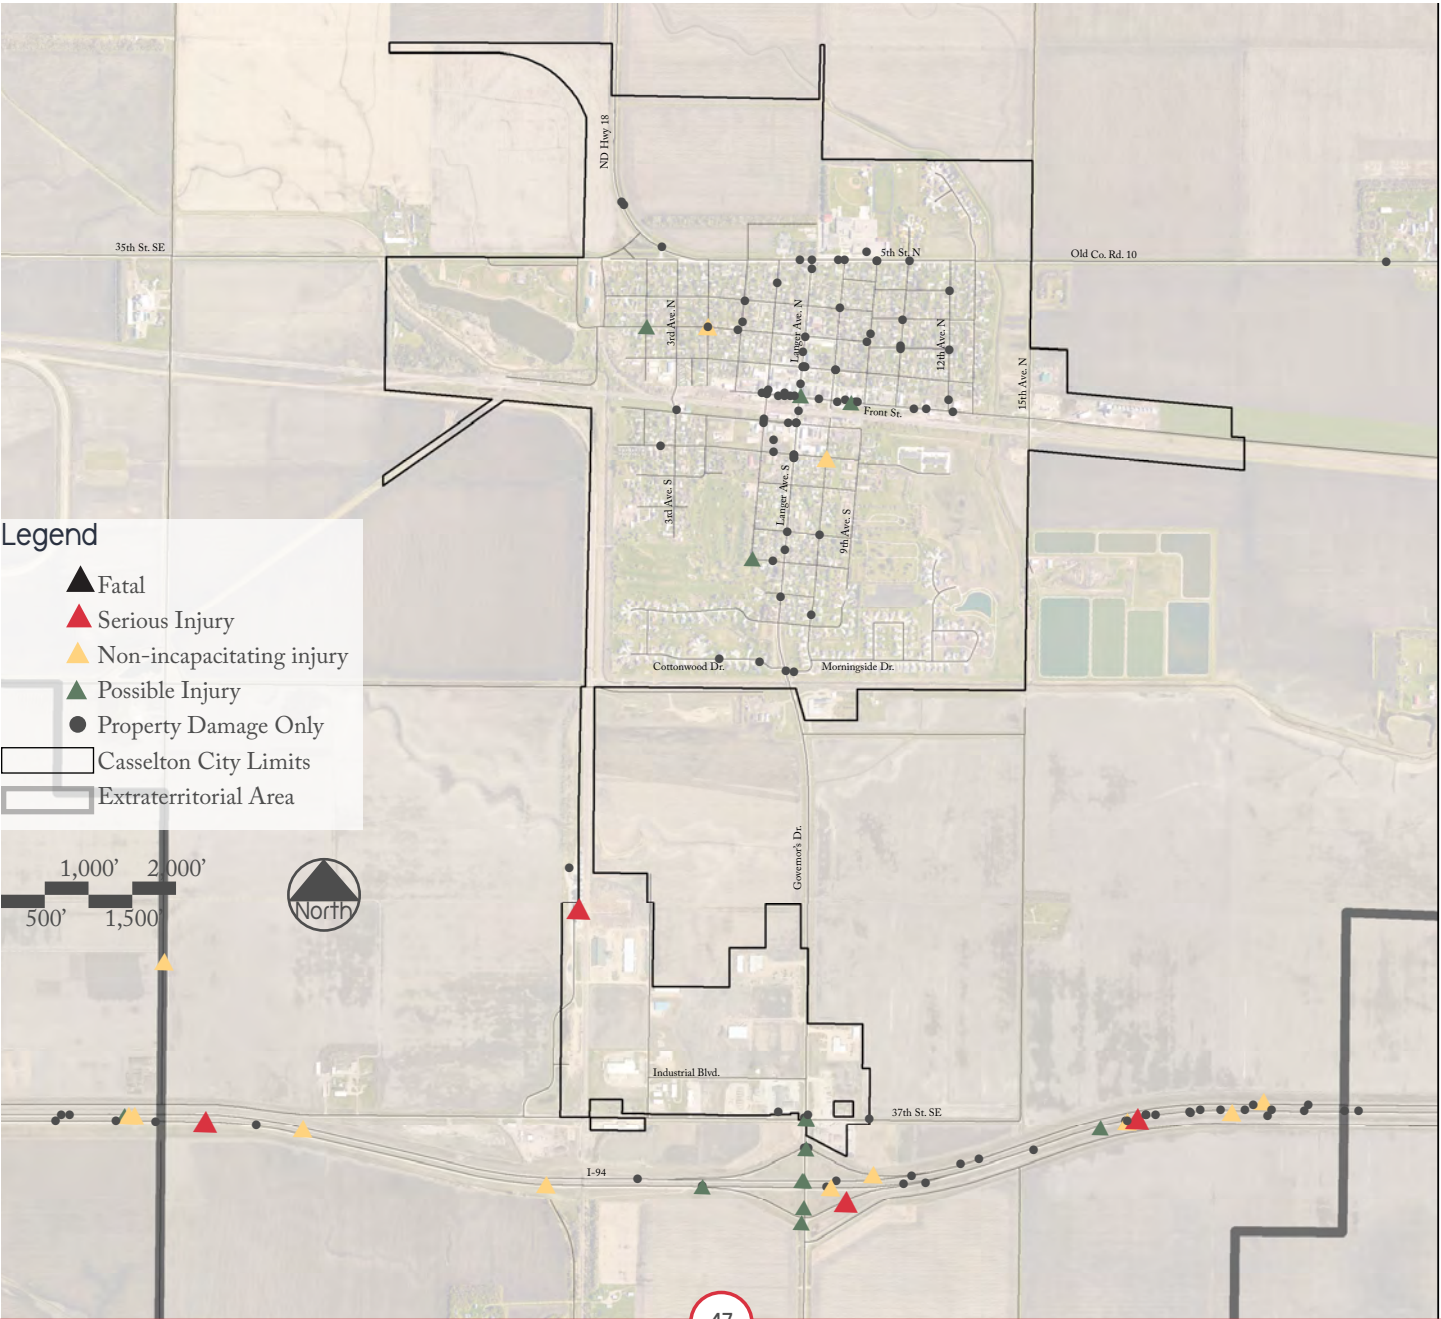 ND Hwy 18
35th St. SE
5th St. N
Old Co. Rd. 10
3rd Ave. N
Langer Ave. N
12th Ave. N
15th Ave. N
Front St.
3rd Ave. S
Langer Ave. S
9th Ave. S
Legend
Fatal
Serious Injury
Non-incapacitating injury
Possible Injury
Property Damage Only
Casselton City Limits
Extraterritorial Area
Cottonwood Dr.
Morningside Dr.
Governor's Dr.
1,000’ 2,000’
500’ 1,500’
North
Industrial Blvd.
37th St. SE
I-94
47